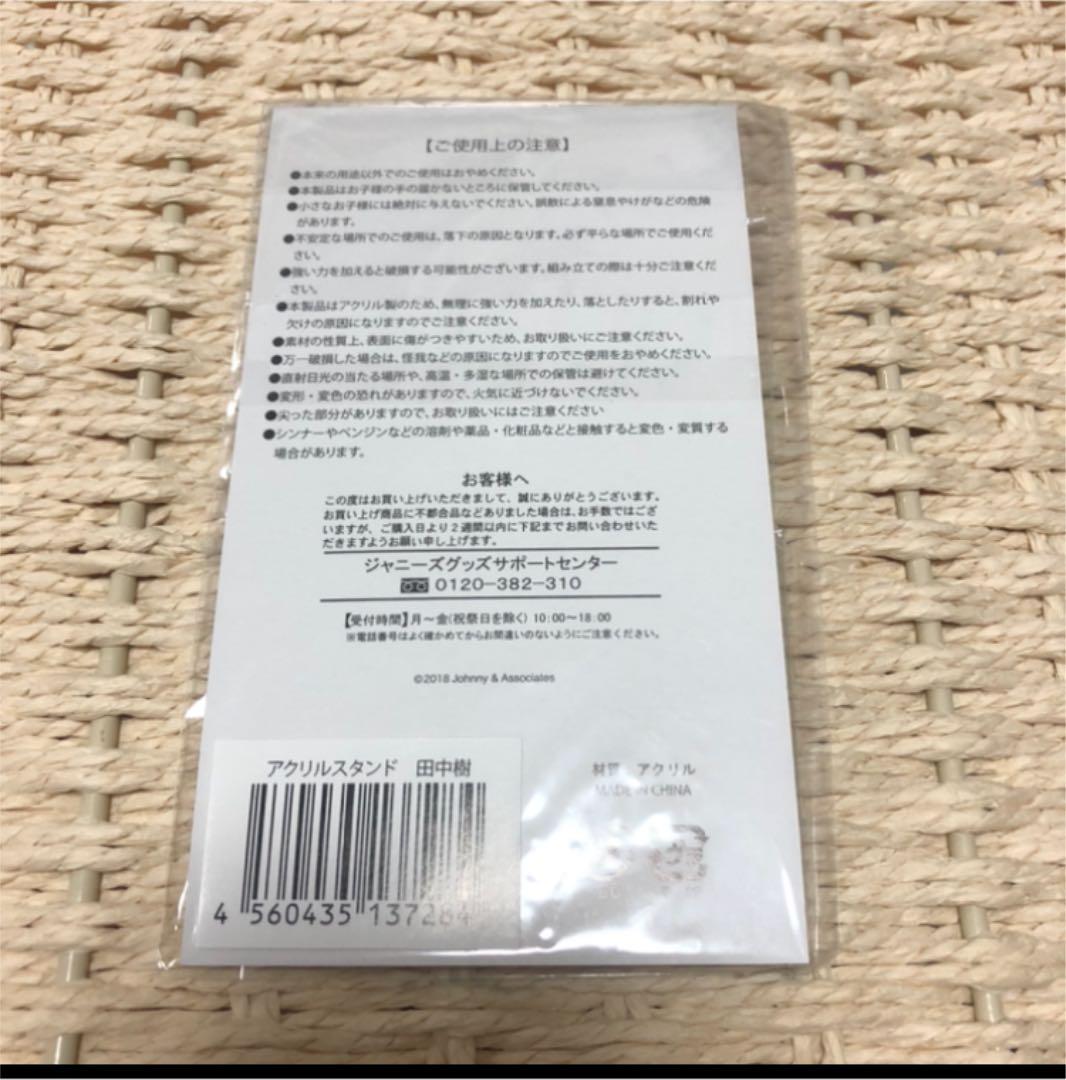 【ご使用上の注意】
●本来の用途以外でのご使用はおやめください。
●本製品はお子様の手の届かないところに保管してください。
●小さなお子様には絶対に与えないでください。誤飲による窒息やけがなどの危険
があります。
●不安定な場所でのご使用は、落下の原因となります。必ず平らな場所でご使用くだ
さい。
●強い力を加えると破損する可能性がございます。組み立ての際は十分ご注意くだ
さい。
●本製品はアクリル製のため、無理に強い力を加えたり、落としたりすると、割れや
欠けの原因になりますのでご注意ください。
●素材の性質上、表面に傷がつきやすいため、お取り扱いにご注意ください。
●万一破損した場合は、怪我などの原因になりますのでご使用をおやめください。
●直射日光の当たる場所や、高温・多湿な場所での保管は避けてください。
●変形・変色の恐れがありますので、火気に近づけないでください。
●尖った部分がありますので、お取り扱いにはご注意ください
●シンナーやベンジンなどの溶剤や薬品・化粧品などと接触すると変色・変質する
場合があります。
お客様へ
この度はお買い上げいただきまして、誠にありがとうございます。
お買い上げ商品に不都合品などありました場合は、お手数ではござ
いますが、ご購入日より2週間以内に下記までお問い合わせいた
だきますようお願い申し上げます。
ジャニーズグッズサポートセンター
0120-382-310
【受付時間】月～金(祝祭日を除く) 10:00～18:00
※電話番号はよく確かめてからお間違いのないようにご注意ください。
©2018 Johnny & Associates
アクリルスタンド 田中樹
4 560435 137284
材質 アクリル
MADE IN CHINA